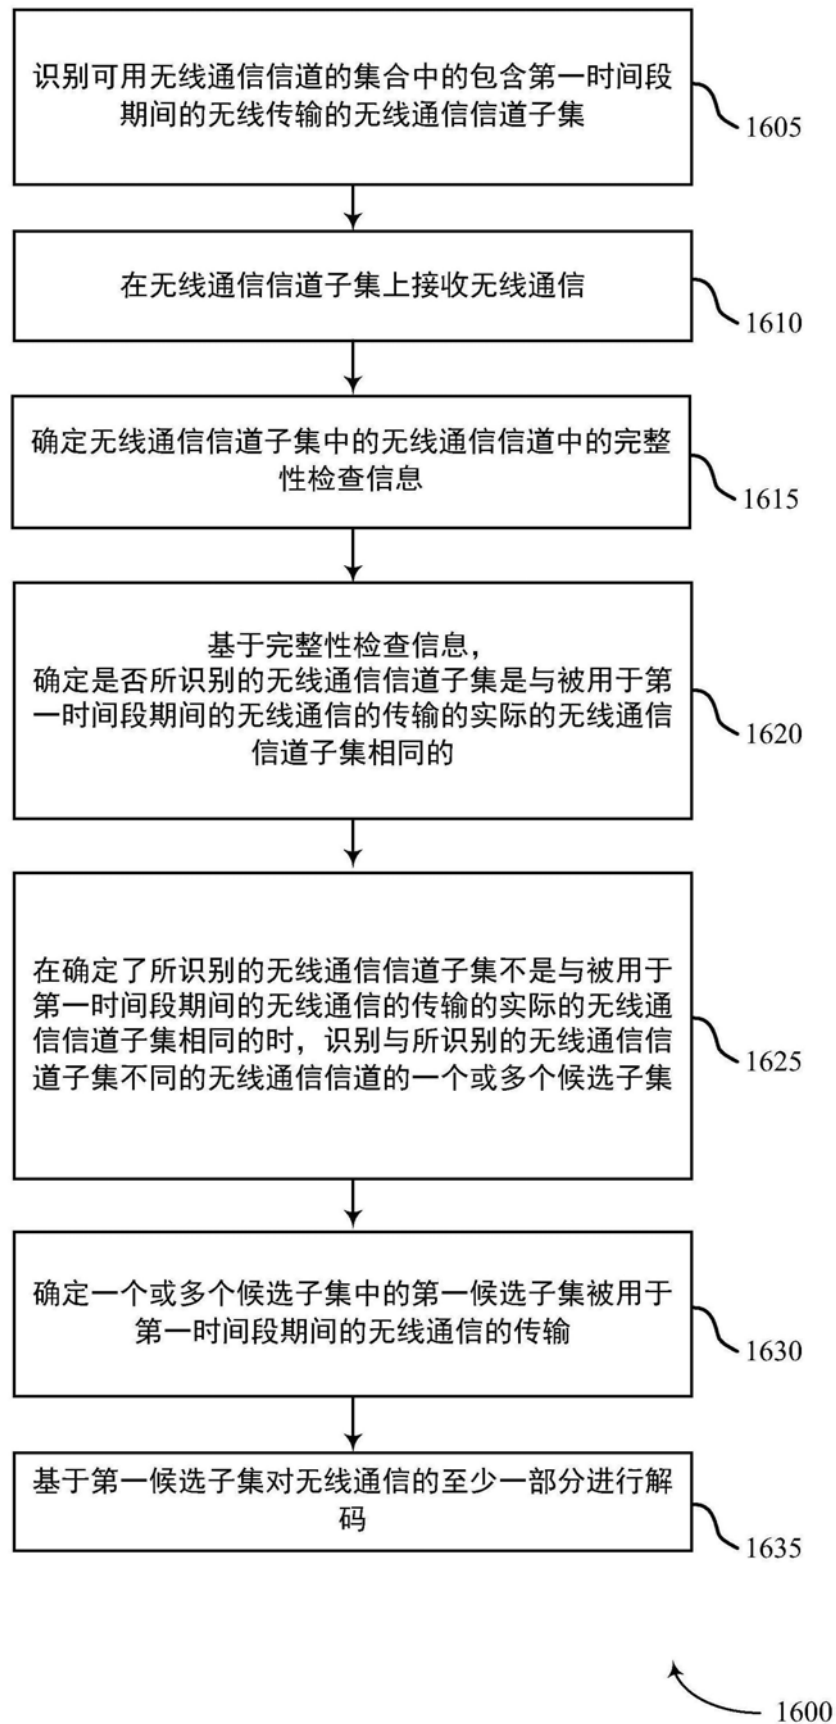 识别可用无线通信信道的集合中的包含第一时间段
期间的无线传输的无线通信信道子集
1605
在无线通信信道子集上接收无线通信
1610
确定无线通信信道子集中的无线通信信道中的完整
性检查信息
1615
基于完整性检查信息，
确定是否所识别的无线通信信道子集是与被用于第
一时间段期间的无线通信的传输的实际的无线通信
信道子集相同的
1620
在确定了所识别的无线通信信道子集不是与被用于
第一时间段期间的无线通信的传输的实际的无线通
信信道子集相同的时，识别与所识别的无线通信信
道子集不同的无线通信信道的一个或多个候选子集
1625
确定一个或多个候选子集中的第一候选子集被用于
第一时间段期间的无线通信的传输
1630
基于第一候选子集对无线通信的至少一部分进行解
码
1635
1600